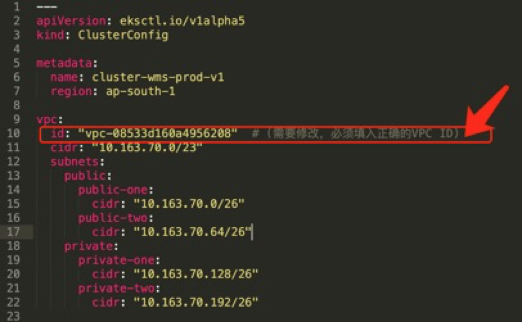 1 ---
2 apiVersion: eksctl.io/v1alpha5
3 kind: ClusterConfig
4
5 metadata:
6   name: cluster-wms-prod-v1
7   region: ap-south-1
8
9 vpc:
10   id: "vpc-08533d160a4956208"  # (需要修改，必须填入正确的VPC ID)
11   cidr: "10.163.70.0/23"
12   subnets:
13     public:
14       public-one:
15         cidr: "10.163.70.0/26"
16       public-two:
17         cidr: "10.163.70.64/26"
18     private:
19       private-one:
20         cidr: "10.163.70.128/26"
21       private-two:
22         cidr: "10.163.70.192/26"
23